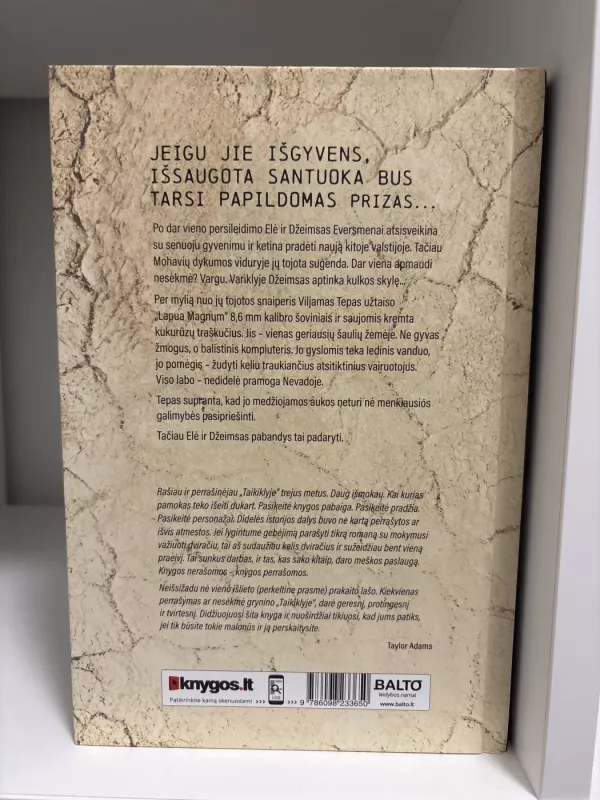 JEIGU JIE IŠGYVENS,
IŠSAUGOTA SANTUOKA BUS
TARSI PAPILDOMAS PRIZAS...
Po dar vieno persileidimo Elė ir Džeimsas Eversmenai atsisveikina
su senuoju gyvenimu ir ketina pradėti naują kitoje valstijoje. Tačiau
Mohavių dykumos viduryje jų tojota sugenda. Dar viena apmaudi
nesėkmė? Vargu. Variklyje Džeimsas aptinka kulkos skylę...
Per mylią nuo jų tojotos snaiperis Viljamas Tepas užtaiso
„Lapua Magnum“ 8,6 mm kalibro šoviniais ir saujomis kremta
kukurūzų traškučius. Jis – vienas geriausių šaulių žemėje. Ne gyvas
žmogus, o balistinis kompiuteris. Jo gyslomis teka ledinis vanduo,
jo pomėgis – žudyti keliu traukiančius atsitiktinius vairuotojus.
Viso labo – nedidelė pramoga Nevadoje.
Tepas supranta, kad jo medžiojamos aukos neturi nė menkiausios
galimybės pasipriešinti.
Tačiau Elė ir Džeimsas pabandys tai padaryti.
Rašiau ir perrašinėjau „Taikiklyje“ trejus metus. Daug išmokau. Kai kurias
pamokas teko išeiti dukart. Pasikeitė knygos pabaiga. Pasikeitė pradžia.
Pasikeitė personažai. Didelės istorijos dalys buvo ne kartą perrašytos ar
išvis atmestos. Jei lygintume gebėjimą parašyti tikrą romaną su mokymusi
važiuoti dviračiu, tai aš sudaužiau kelis dviračius ir sužeidžiau bent vieną
praeivį. Tai sunkus darbas, ir tas, kas sako kitaip, daro meškos paslaugą.
Knygos nerašomos – knygos perrašomos.
Neišsižadu nė vieno išlieto (perkeltine prasme) prakaito lašo. Kiekvienas
perrašymas ar nesėkmė grynino „Taikiklyje“, darė geresnį, protingesnį
ir tvirtesnį. Didžiuojuosi šita knyga ir nuoširdžiai tikiuosi, kad jums patiks,
jei tik būsite tokie malonūs ir ją perskaitysite.
Taylor Adams
knygos.lt
Patikrinkite kainą skenuodami >>>
>>>
9 786098 233650
BALTO
leidybos namai
www.balto.lt